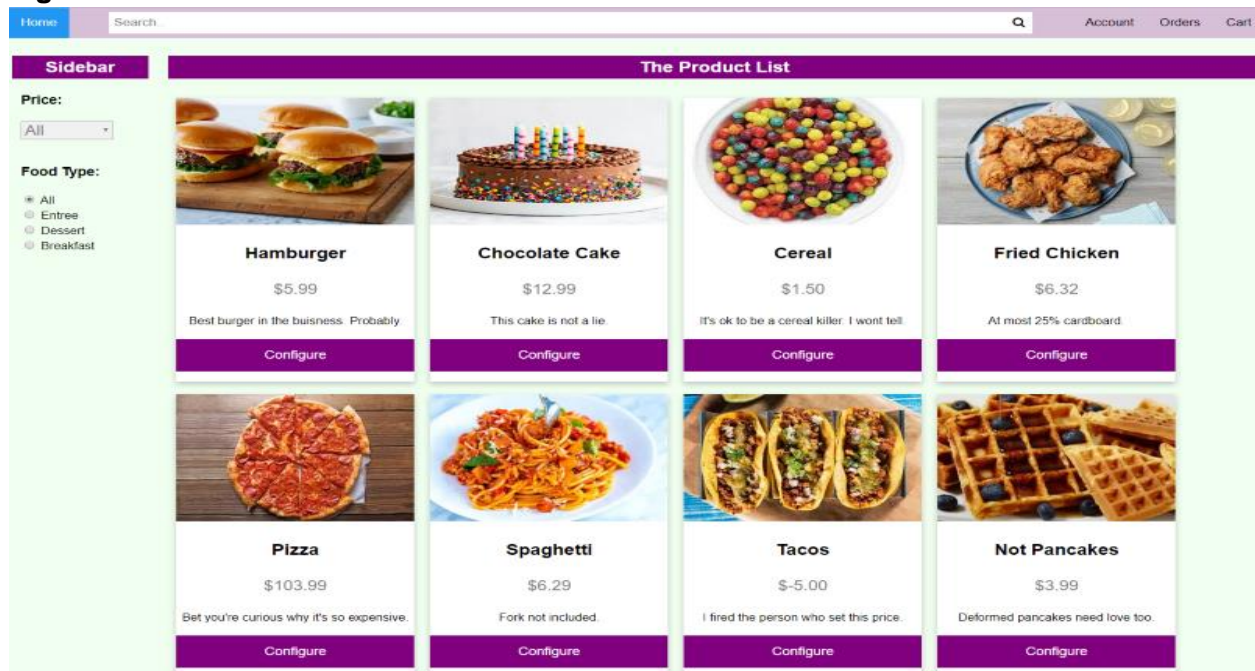 Home Search... Account Orders Cart
Sidebar The Product List
Price:
All
Food Type:
All
Entree
Dessert
Breakfast
Hamburger Chocolate Cake Cereal Fried Chicken
$5.99 $12.99 $1.50 $6.32
Best burger in the buisness. Probably. This cake is not a lie. It's ok to be a cereal killer. I wont tell. At most 25% cardboard.
Configure Configure Configure Configure
Pizza Spaghetti Tacos Not Pancakes
$103.99 $6.29 $-5.00 $3.99
Bet you're curious why it's so expensive. Fork not included. I fired the person who set this price. Deformed pancakes need love too.
Configure Configure Configure Configure